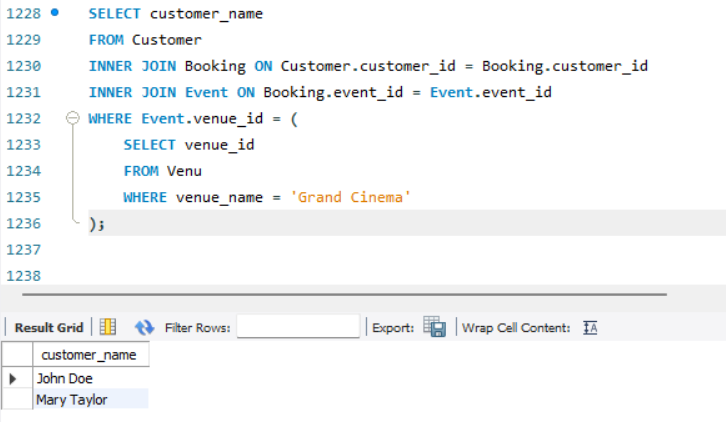 1228 SELECT customer_name
1229 FROM Customer
1230 INNER JOIN Booking ON Customer.customer_id = Booking.customer_id
1231 INNER JOIN Event ON Booking.event_id = Event.event_id
1232 WHERE Event.venue_id = (
1233 SELECT venue_id
1234 FROM Venu
1235 WHERE venue_name = 'Grand Cinema'
1236 );
1237
1238
Result Grid Filter Rows: Export: Wrap Cell Content: IA
customer_name
John Doe
Mary Taylor